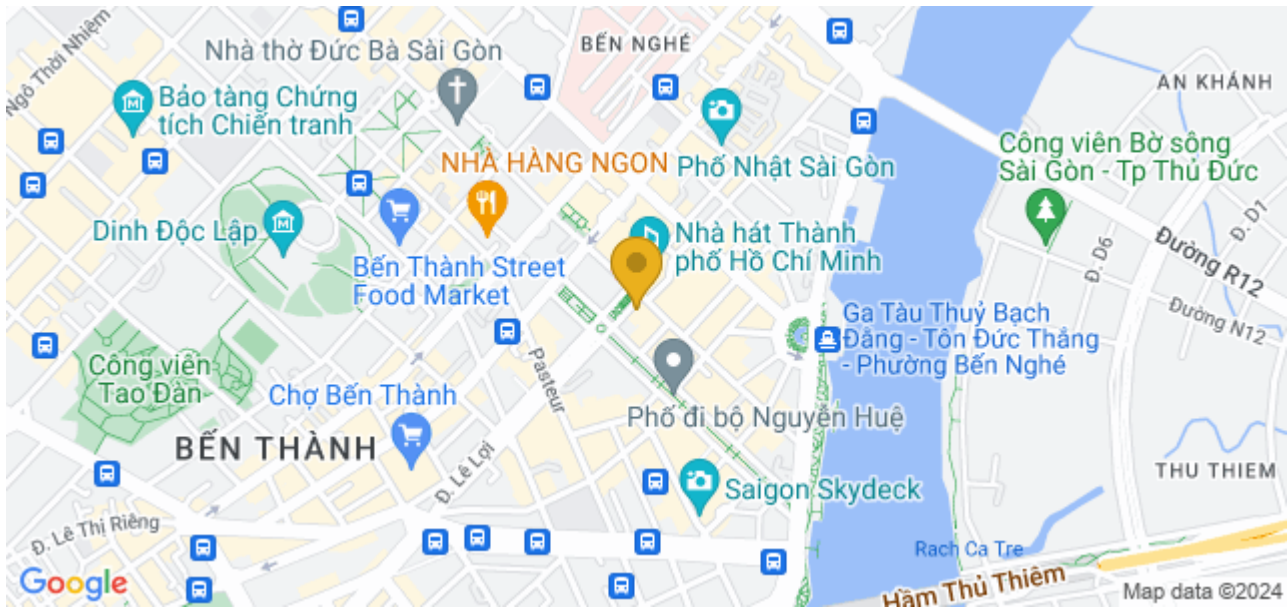 Ngô Thời Nhiệm
BẾN NGHÉ
Nhà thờ Đức Bà Sài Gòn
AN KHÁNH
Bảo tàng Chứng
tích Chiến tranh
Công viên Bờ sông
Sài Gòn - Tp Thủ Đức
NHÀ HÀNG NGON
Phố Nhật Sài Gòn
Đ. D1
Dinh Độc Lập
Nhà hát Thành
phố Hồ Chí Minh
Đ. D6
Đường R12
Bến Thành Street
Food Market
Đường N12
Ga Tàu Thuỷ Bạch
Đằng - Tôn Đức Thắng
- Phường Bến Nghé
Công viên
Tao Đàn
Pasteur
Chợ Bến Thành
Phố đi bộ Nguyễn Huệ
BẾN THÀNH
Đ. Lê Lợi
THU THIEM
Saigon Skydeck
Đ. Lê Thị Riêng
Rach Ca Tre
Hầm Thủ Thiêm
Google
Map data ©2024